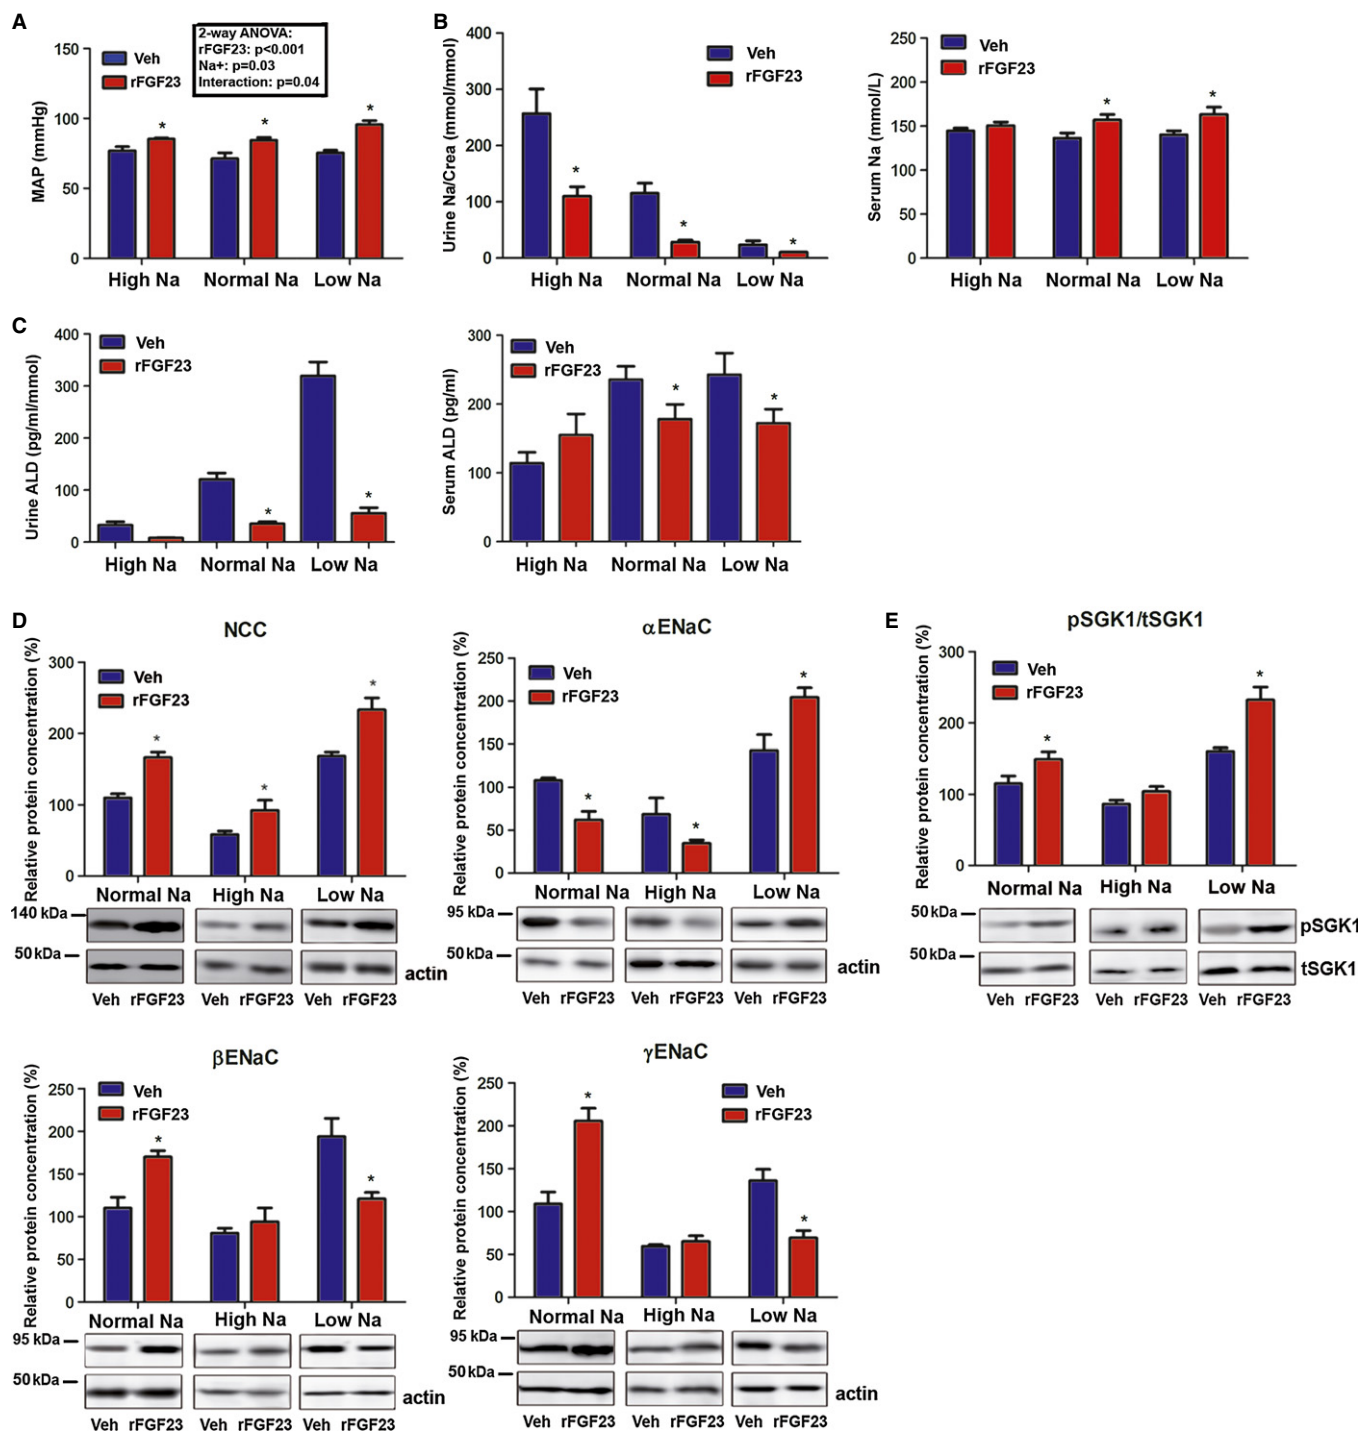 A
2-way ANOVA:
rFGF23: p<0.001
Na+: p=0.03
Interaction: p=0.04
Veh
rFGF23
MAP (mmHg)
150
100
50
0
* * *
High Na Normal Na Low Na
B
Urine Na/Crea (mmol/mmol)
400
300
200
100
0
Veh
rFGF23
* * *
High Na Normal Na Low Na
Serum Na (mmol/L)
250
200
150
100
50
0
Veh
rFGF23
* *
High Na Normal Na Low Na
C
Urine ALD (pg/ml/mmol)
400
300
200
100
0
Veh
rFGF23
* *
High Na Normal Na Low Na
Serum ALD (pg/ml)
300
200
100
0
Veh
rFGF23
* *
High Na Normal Na Low Na
D
NCC
Relative protein concentration (%)
300
200
100
0
Veh
rFGF23
* * *
Normal Na High Na Low Na
140 kDa
50 kDa
actin
Veh rFGF23 Veh rFGF23 Veh rFGF23
αENaC
Relative protein concentration (%)
250
200
150
100
50
0
Veh
rFGF23
* * *
Normal Na High Na Low Na
95 kDa
50 kDa
actin
Veh rFGF23 Veh rFGF23 Veh rFGF23
E
pSGK1/tSGK1
Relative protein concentration (%)
300
200
100
0
Veh
rFGF23
* *
Normal Na High Na Low Na
50 kDa
pSGK1
tSGK1
Veh rFGF23 Veh rFGF23 Veh rFGF23
βENaC
Relative protein concentration (%)
250
200
150
100
50
0
Veh
rFGF23
* *
Normal Na High Na Low Na
95 kDa
50 kDa
actin
Veh rFGF23 Veh rFGF23 Veh rFGF23
γENaC
Relative protein concentration (%)
250
200
150
100
50
0
Veh
rFGF23
* *
Normal Na High Na Low Na
95 kDa
50 kDa
actin
Veh rFGF23 Veh rFGF23 Veh rFGF23